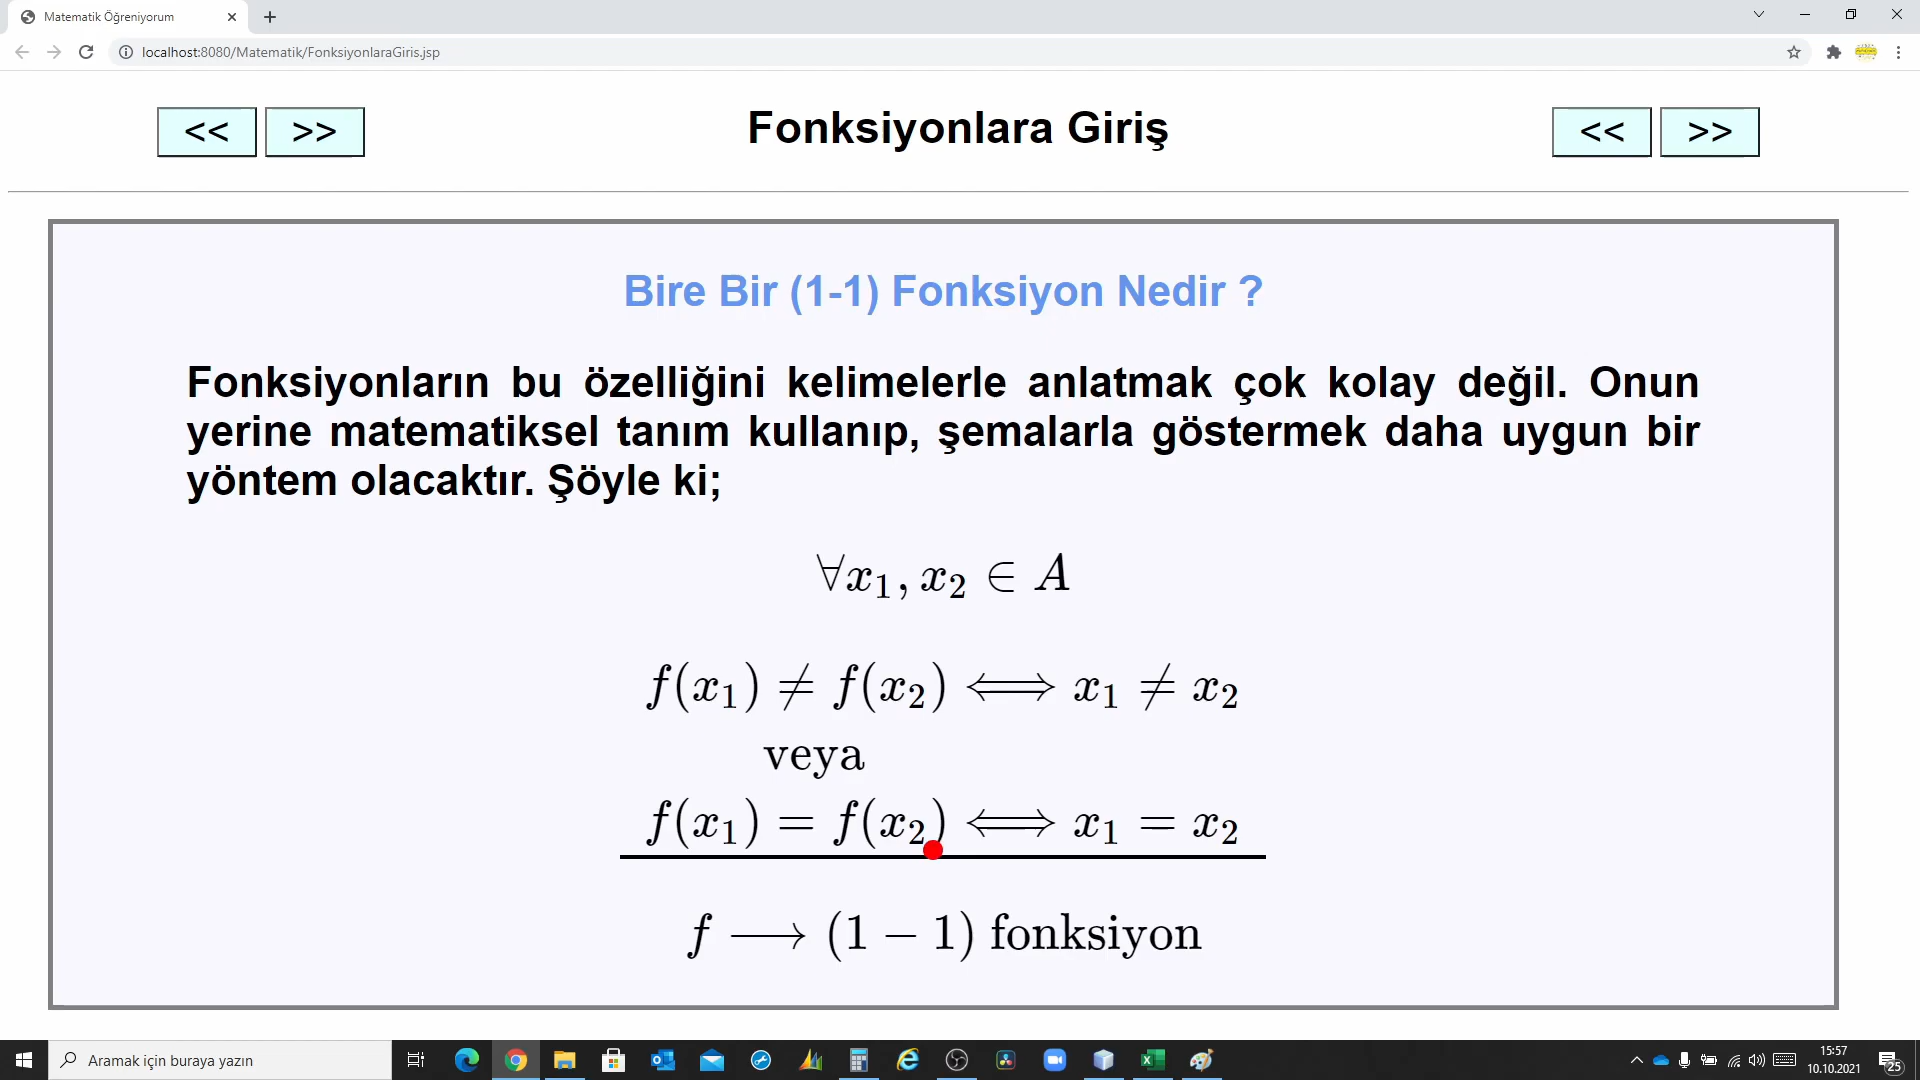 Matematik Öğreniyorum
localhost:8080/Matematik/FonksiyonlaraGiris.jsp
<< >> Fonksiyonlara Giriş << >>
Bire Bir (1-1) Fonksiyon Nedir ?
Fonksiyonların bu özelliğini kelimelerle anlatmak çok kolay değil. Onun
yerine matematiksel tanım kullanıp, şemalarla göstermek daha uygun bir
yöntem olacaktır. Şöyle ki;
∀x₁, x₂ ∈ A
f(x₁) ≠ f(x₂) ⟺ x₁ ≠ x₂
veya
f(x₁) = f(x₂) ⟺ x₁ = x₂
f ⟶ (1 − 1) fonksiyon
Aramak için buraya yazın
15:57
10.10.2021
25